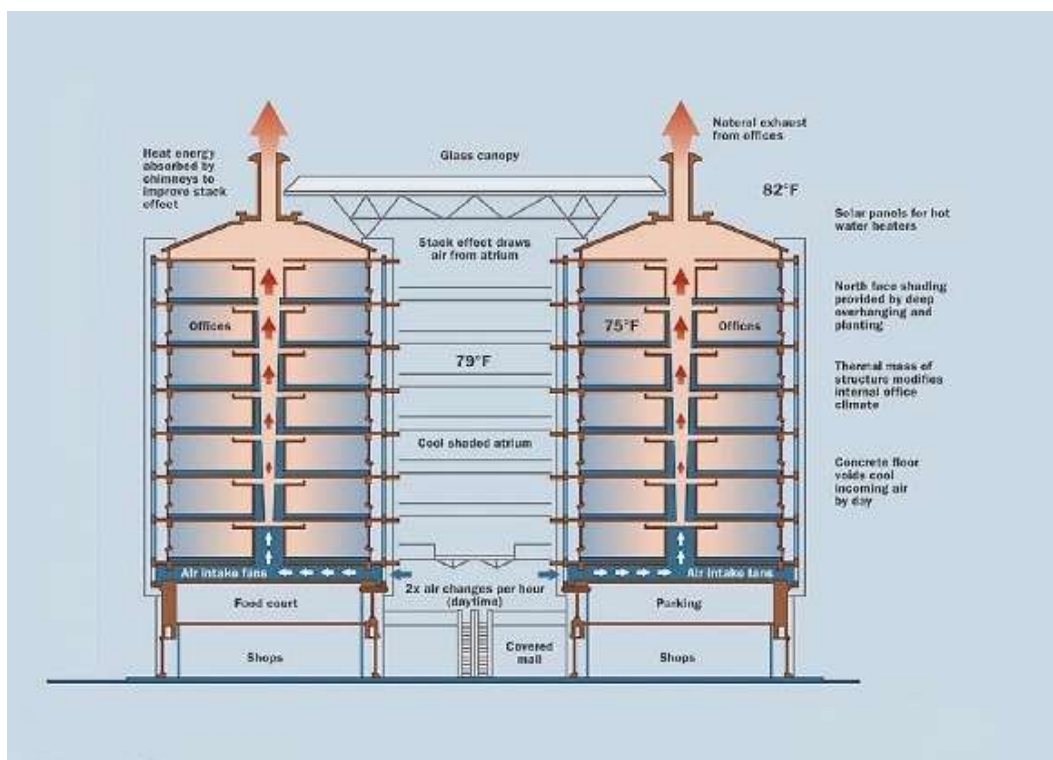 Natural exhaust
from offices
Heat energy
absorbed by
chimneys to
improve stack
effect
Glass canopy
82°F
Solar panels for hot
water heaters
Stack effect draws
air from atrium
North face shading
provided by deep
overhanging and
planting
Offices
75°F
Offices
79°F
Thermal mass of
structure modifies
internal office
climate
Cool shaded atrium
Concrete floor
voids cool
incoming air
by day
Air intake fans
Air intake fans
2x air changes per hour
(daytime)
Food court
Parking
Shops
Covered
mall
Shops